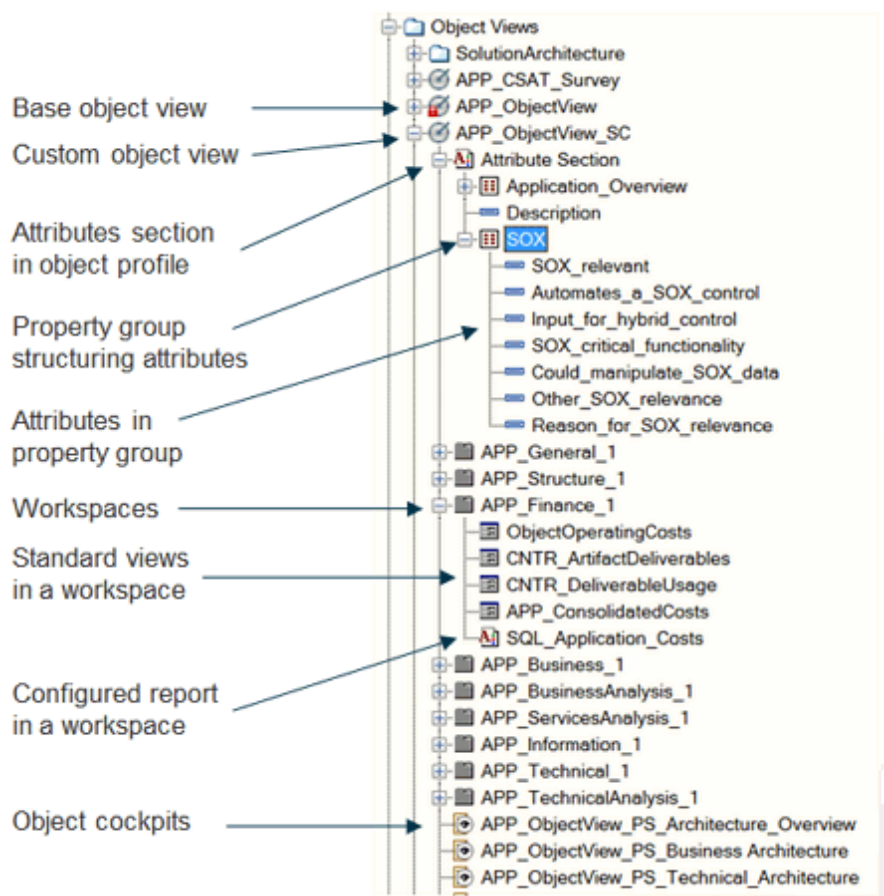 Object Views
SolutionArchitecture
APP_CSAT_Survey
Base object view
APP_ObjectView
Custom object view
APP_ObjectView_SC
Attribute Section
Application_Overview
Description
Attributes section
in object profile
SOX
SOX_relevant
Automates_a_SOX_control
Property group
structuring attributes
Input_for_hybrid_control
SOX_critical_functionality
Could_manipulate_SOX_data
Other_SOX_relevance
Attributes in
property group
Reason_for_SOX_relevance
APP_General_1
APP_Structure_1
Workspaces
APP_Finance_1
ObjectOperatingCosts
Standard views
in a workspace
CNTR_ArtifactDeliverables
CNTR_DeliverableUsage
APP_ConsolidatedCosts
SQL_Application_Costs
APP_Business_1
Configured report
in a workspace
APP_BusinessAnalysis_1
APP_ServicesAnalysis_1
APP_Information_1
APP_Technical_1
APP_TechnicalAnalysis_1
Object cockpits
APP_ObjectView_PS_Architecture_Overview
APP_ObjectView_PS_Business Architecture
APP_ObjectView_PS_Technical_Architecture